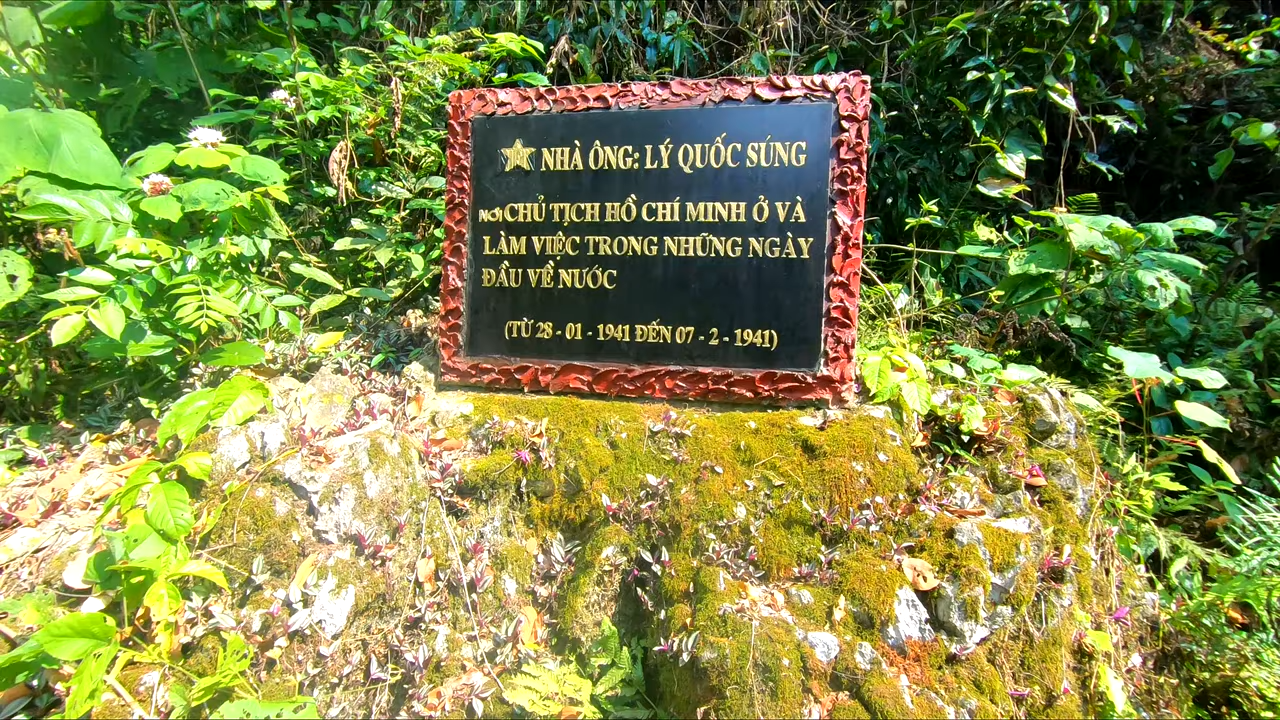 NHÀ ÔNG: LÝ QUỐC SÚNG
NƠI CHỦ TỊCH HỒ CHÍ MINH Ở VÀ
LÀM VIỆC TRONG NHỮNG NGÀY
ĐẦU VỀ NƯỚC
(TỪ 28 - 01 - 1941 ĐẾN 07 - 2 - 1941)